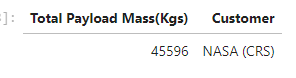 ]:
Total Payload Mass(Kgs) Customer
45596 NASA (CRS)